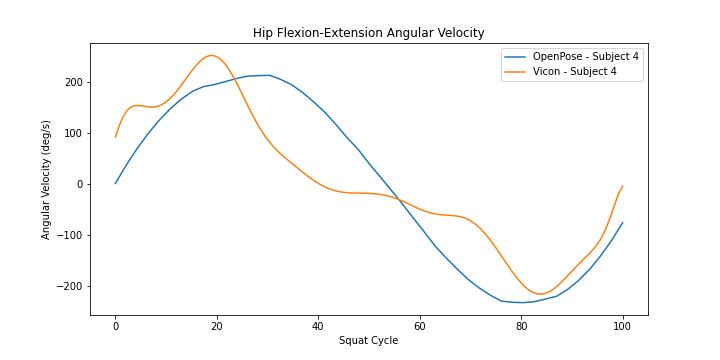 Hip Flexion-Extension Angular Velocity
OpenPose - Subject 4
Vicon - Subject 4
Angular Velocity (deg/s)
200
100
0
−100
−200
0
20
40
60
80
100
Squat Cycle